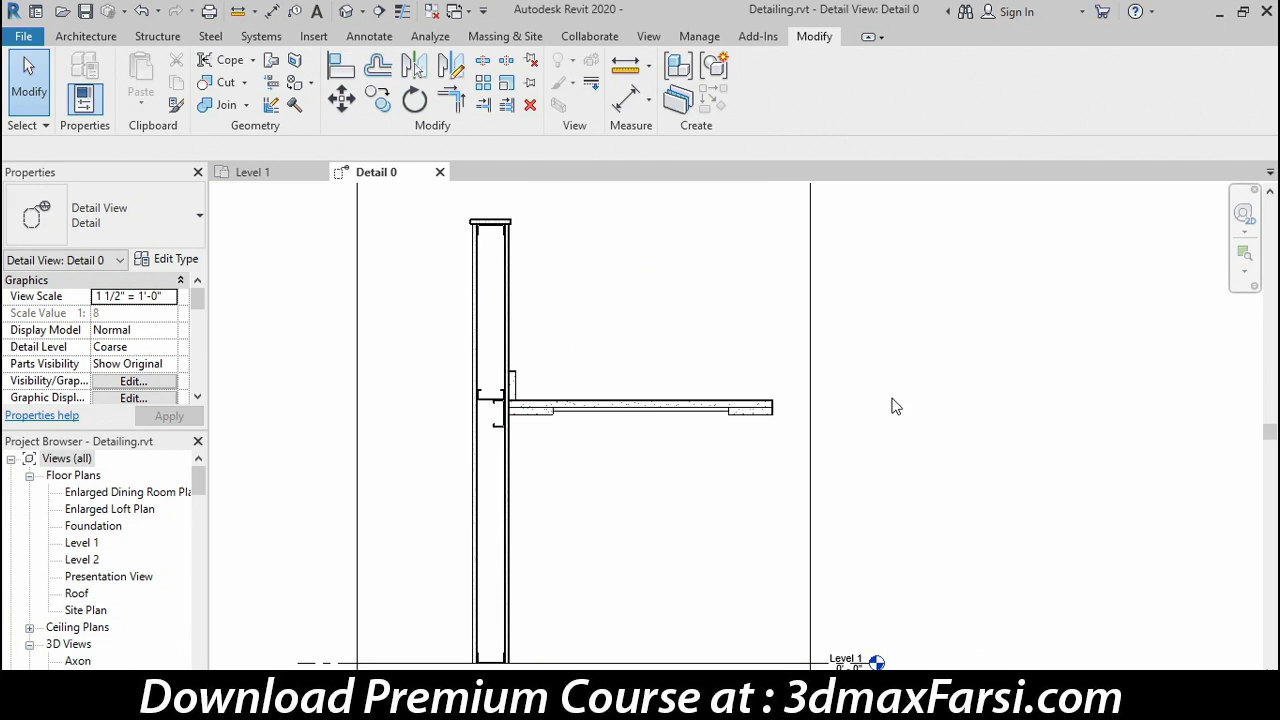 Autodesk Revit 2020 -
Detailing.rvt - Detail View: Detail 0
Sign In
File
Architecture
Structure
Steel
Systems
Insert
Annotate
Analyze
Massing & Site
Collaborate
View
Manage
Add-Ins
Modify
Modify
Paste
Cope
Cut
Join
Select
Properties
Clipboard
Geometry
Modify
View
Measure
Create
Properties
Level 1
Detail 0
Detail View
Detail
2D
Detail View: Detail 0
Edit Type
Graphics
View Scale
1 1/2" = 1'-0"
Scale Value 1:
8
Display Model
Normal
Detail Level
Coarse
Parts Visibility
Show Original
Visibility/Grap...
Edit...
Graphic Displ...
Edit...
Properties help
Apply
Project Browser - Detailing.rvt
Views (all)
Floor Plans
Enlarged Dining Room Pla
Enlarged Loft Plan
Foundation
Level 1
Level 2
Presentation View
Roof
Site Plan
Ceiling Plans
3D Views
Axon
Level 1
0' - 0"
Download Premium Course at : 3dmaxFarsi.com